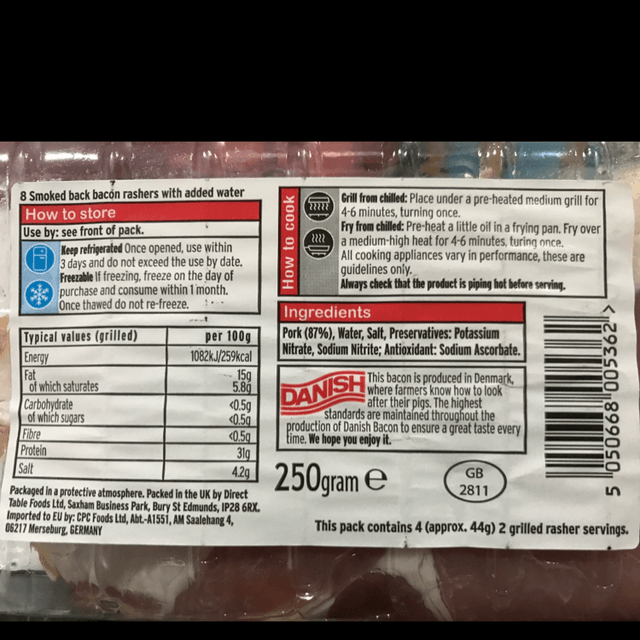 8 Smoked back bacon rashers with added water
How to store
Use by: see front of pack.
Keep refrigerated Once opened, use within
3 days and do not exceed the use by date.
Freezable If freezing, freeze on the day of
purchase and consume within 1 month.
Once thawed do not re-freeze.
How to cook
Grill from chilled: Place under a pre-heated medium grill for
4-6 minutes, turning once.
Fry from chilled: Pre-heat a little oil in a frying pan. Fry over
a medium-high heat for 4-6 minutes, turing once.
All cooking appliances vary in performance, these are
guidelines only.
Always check that the product is piping hot before serving.
Typical values (grilled) per 100g
Energy 1082kJ/259kcal
Fat 15g
of which saturates 5.8g
Carbohydrate <0.5g
of which sugars <0.5g
Fibre <0.5g
Protein 31g
Salt 4.2g
Packaged in a protective atmosphere. Packed in the UK by Direct
Table Foods Ltd, Saxham Business Park, Bury St Edmunds, IP28 6RX.
Imported to EU by: CPC Foods Ltd, Abt.-A1551, AM Saalehang 4,
06217 Merseburg, GERMANY
Ingredients
Pork (87%), Water, Salt, Preservatives: Potassium
Nitrate, Sodium Nitrite; Antioxidant: Sodium Ascorbate.
DANISH
This bacon is produced in Denmark,
where farmers know how to look
after their pigs. The highest
standards are maintained throughout the
production of Danish Bacon to ensure a great taste every
time. We hope you enjoy it.
250gram e
GB
2811
5 050668 005362 >
This pack contains 4 (approx. 44g) 2 grilled rasher servings.